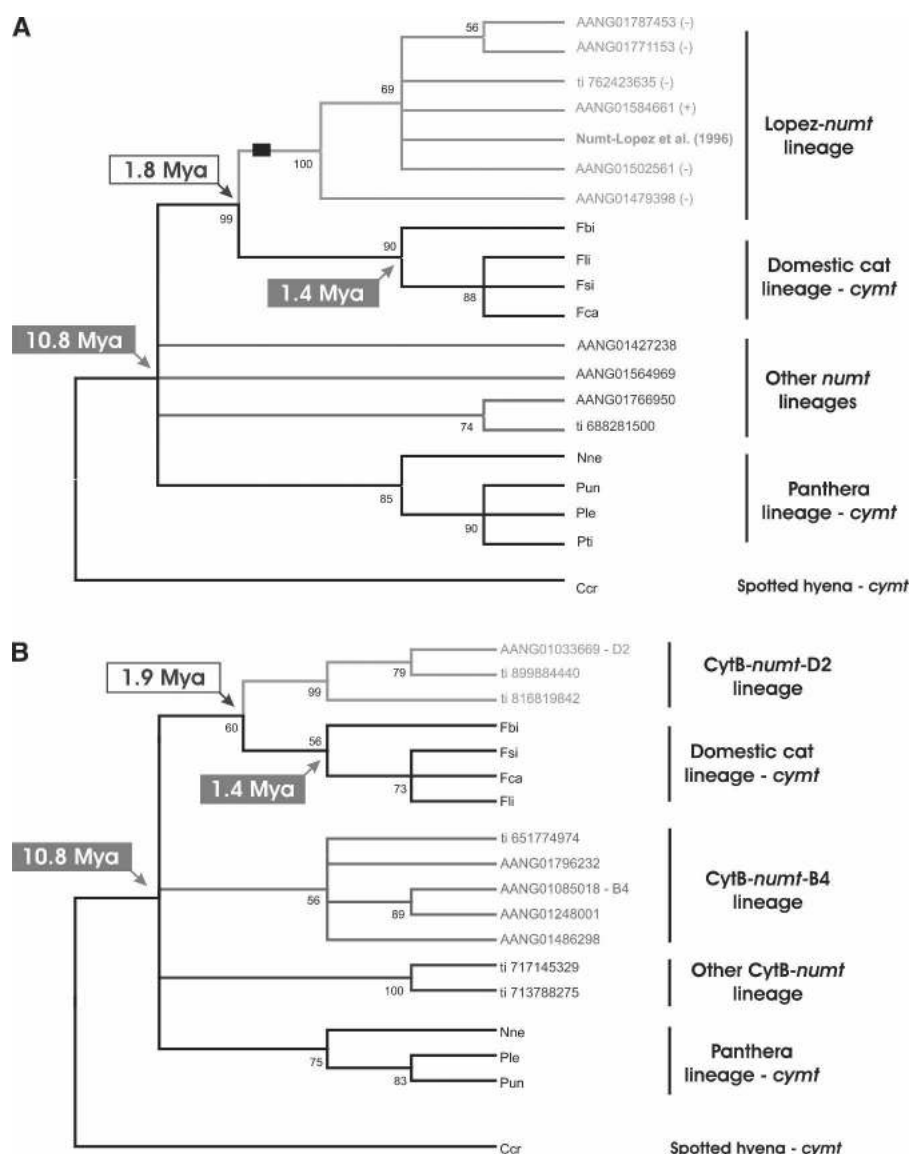 A
56
AANG01787453 (-)
AANG01771153 (-)
69
ti 762423635 (-)
AANG01584661 (+)
Numt-Lopez et al. (1996)
AANG01502561 (-)
100
AANG01479398 (-)
Lopez-numt
lineage
1.8 Mya
99
90
Fbi
1.4 Mya
Fli
Fsi
88
Fca
Domestic cat
lineage - cymt
10.8 Mya
AANG01427238
AANG01564969
AANG01766950
74
ti 688281500
Other numt
lineages
Nne
85
Pun
Ple
90
Pti
Panthera
lineage - cymt
Ccr
Spotted hyena - cymt
B
AANG01033669 - D2
79
ti 899884440
99
ti 816819842
CytB-numt-D2
lineage
1.9 Mya
60
56
Fbi
1.4 Mya
Fsi
73
Fca
Fli
Domestic cat
lineage - cymt
10.8 Mya
ti 651774974
AANG01796232
56
AANG01085018 - B4
89
AANG01248001
AANG01486298
CytB-numt-B4
lineage
ti 717145329
100
ti 713788275
Other CytB-numt
lineage
Nne
75
Ple
83
Pun
Panthera
lineage - cymt
Ccr
Spotted hyena - cymt